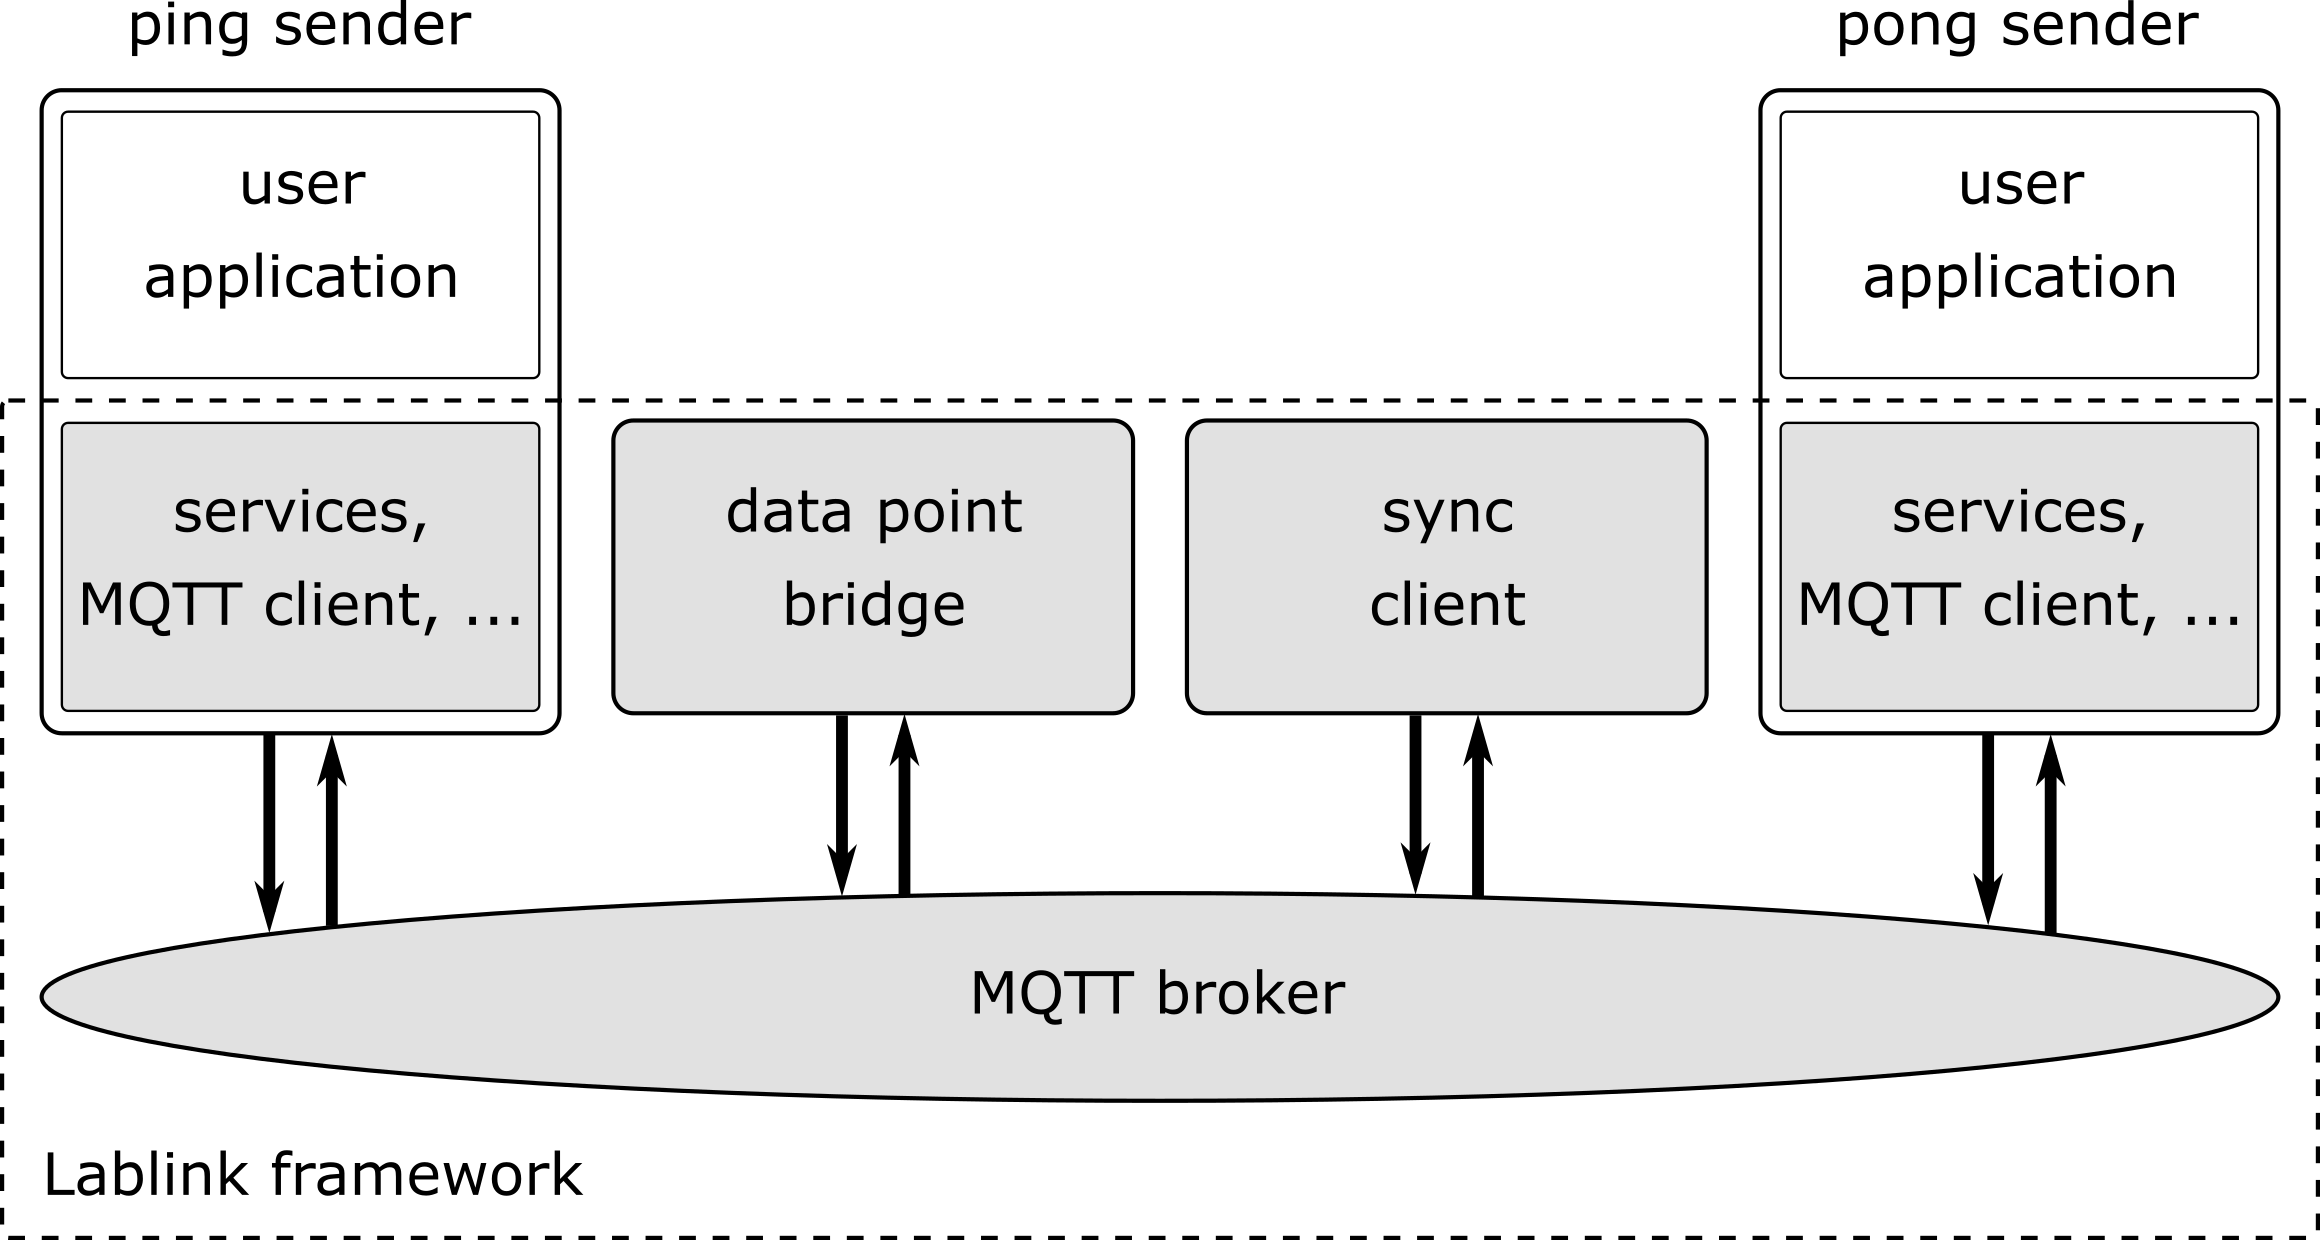 ping sender
pong sender
user
application
user
application
services,
MQTT client, ...
data point
bridge
sync
client
services,
MQTT client, ...
MQTT broker
Lablink framework